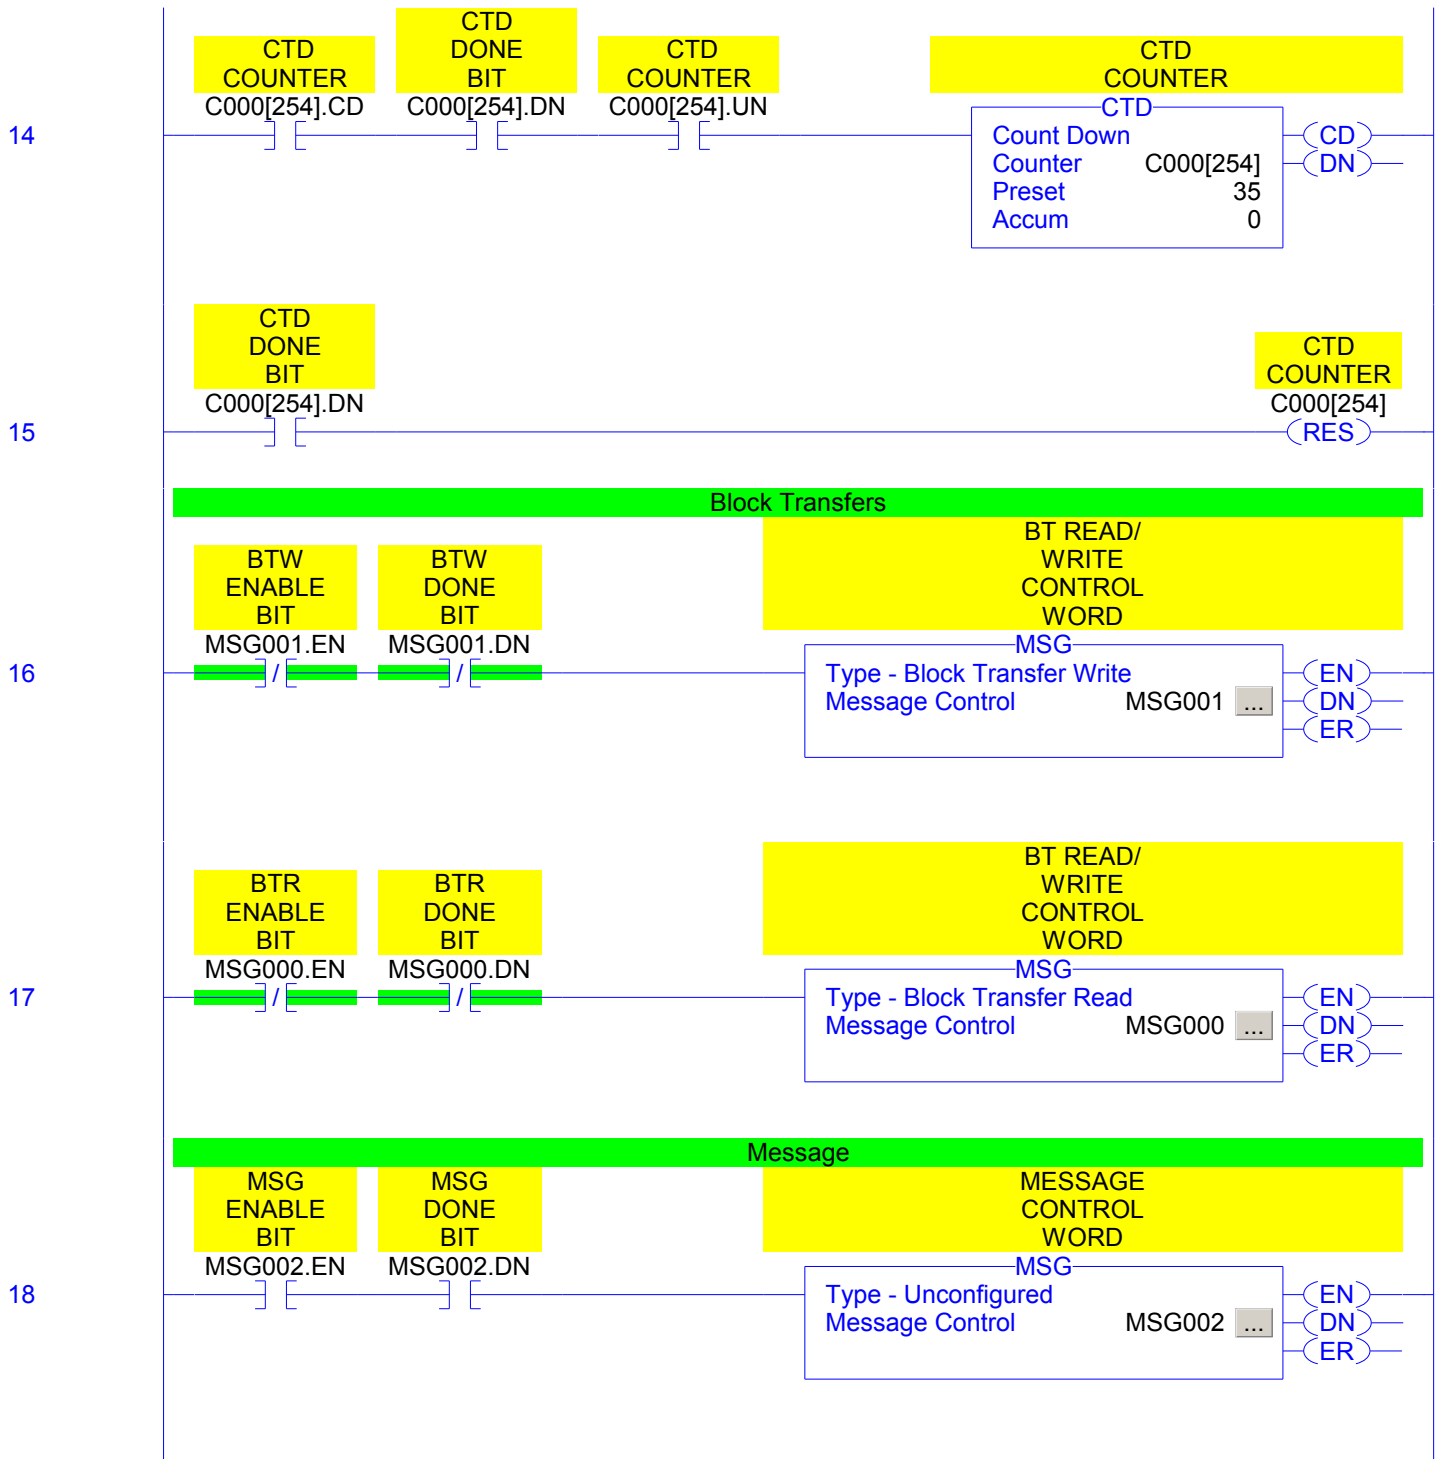 CTD
COUNTER
C000[254].CD
CTD
DONE
BIT
C000[254].DN
CTD
COUNTER
C000[254].UN
CTD
COUNTER
14
CTD
Count Down
Counter C000[254]
Preset 35
Accum 0
CD
DN
CTD
DONE
BIT
C000[254].DN
CTD
COUNTER
C000[254]
15
RES
Block Transfers
BTW
ENABLE
BIT
MSG001.EN
BTW
DONE
BIT
MSG001.DN
BT READ/
WRITE
CONTROL
WORD
16
/
/
MSG
Type - Block Transfer Write
Message Control MSG001 ...
EN
DN
ER
BTR
ENABLE
BIT
MSG000.EN
BTR
DONE
BIT
MSG000.DN
BT READ/
WRITE
CONTROL
WORD
17
/
/
MSG
Type - Block Transfer Read
Message Control MSG000 ...
EN
DN
ER
Message
MSG
ENABLE
BIT
MSG002.EN
MSG
DONE
BIT
MSG002.DN
MESSAGE
CONTROL
WORD
18
MSG
Type - Unconfigured
Message Control MSG002 ...
EN
DN
ER